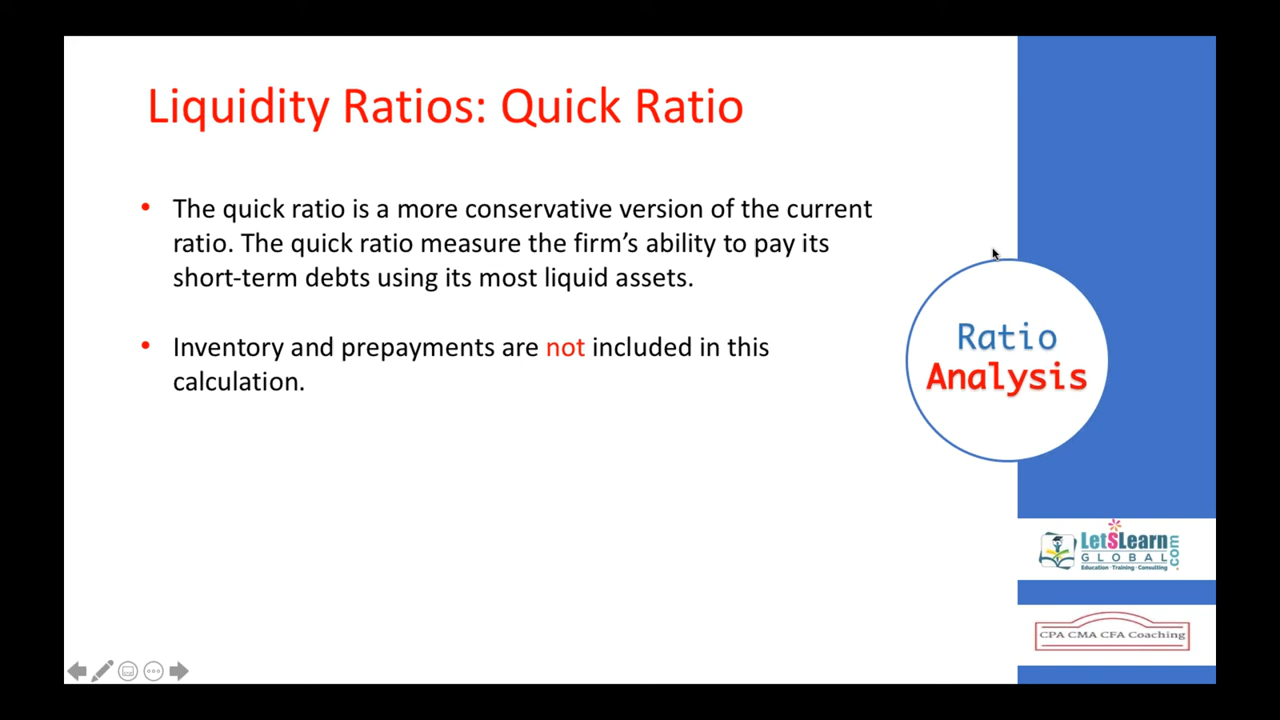 Liquidity Ratios: Quick Ratio
• The quick ratio is a more conservative version of the current
ratio. The quick ratio measure the firm’s ability to pay its
short-term debts using its most liquid assets.
• Inventory and prepayments are not included in this
calculation.
Ratio
Analysis
LetSLearn
GLOBAL
.com
Education - Training - Consulting
CPA CMA CFA Coaching